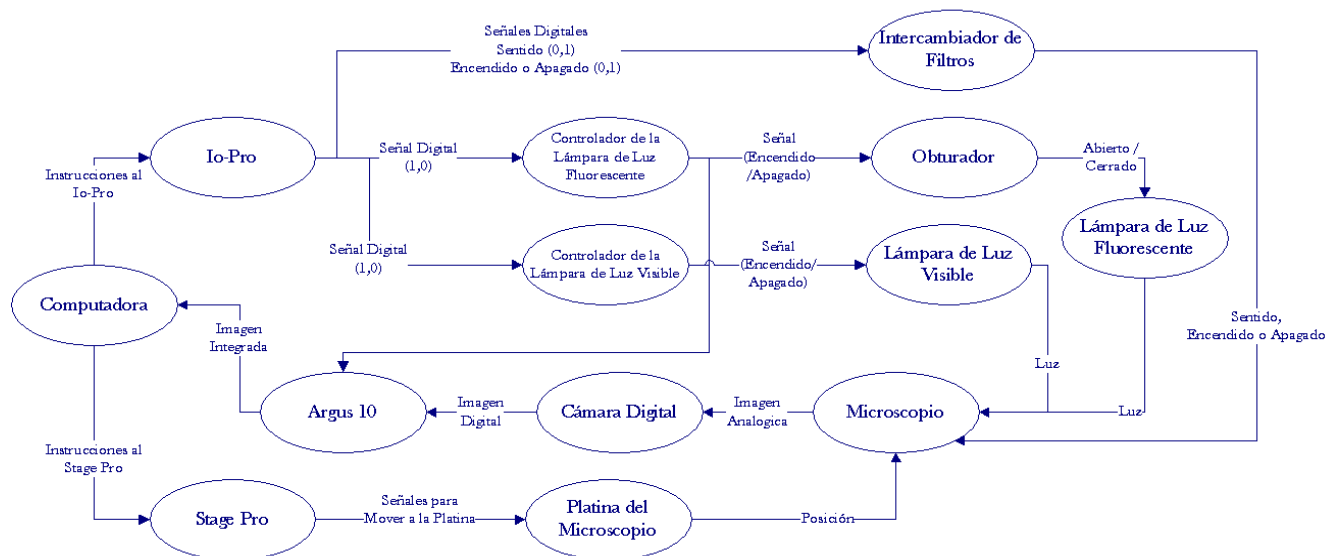 Señales Digitales
Sentido (0,1)
Encendido o Apagado (0,1)
Intercambiador de
Filtros
Io-Pro
Señal Digital
(1,0)
Controlador de la
Lámpara de Luz
Fluorescente
Señal
(Encendido
/Apagado)
Obturador
Abierto /
Cerrado
Instrucciones al
Io-Pro
Lámpara de Luz
Fluorescente
Señal Digital
(1,0)
Controlador de la
Lámpara de Luz Visible
Señal
(Encendido/
Apagado)
Lámpara de Luz
Visible
Computadora
Imagen
Integrada
Sentido,
Encendido o Apagado
Luz
Argus 10
Imagen
Digital
Cámara Digital
Imagen
Analogica
Microscopio
Luz
Instrucciones al
Stage Pro
Stage Pro
Señales para
Mover a la Platina
Platina del
Microscopio
Posición